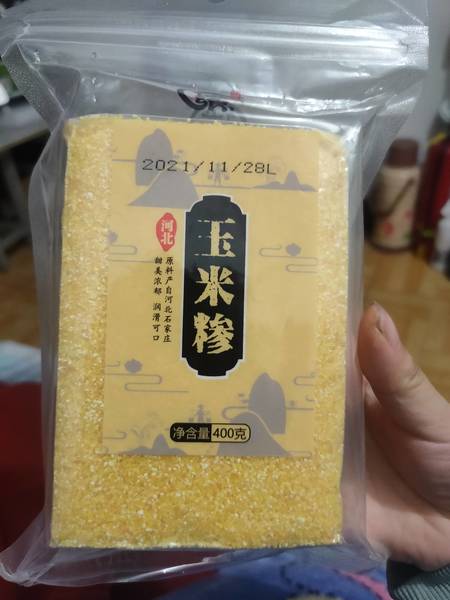 2021/11/28L
河北
玉米糁
原料产自河北石家庄
甜美浓郁 润滑可口
净含量 400克